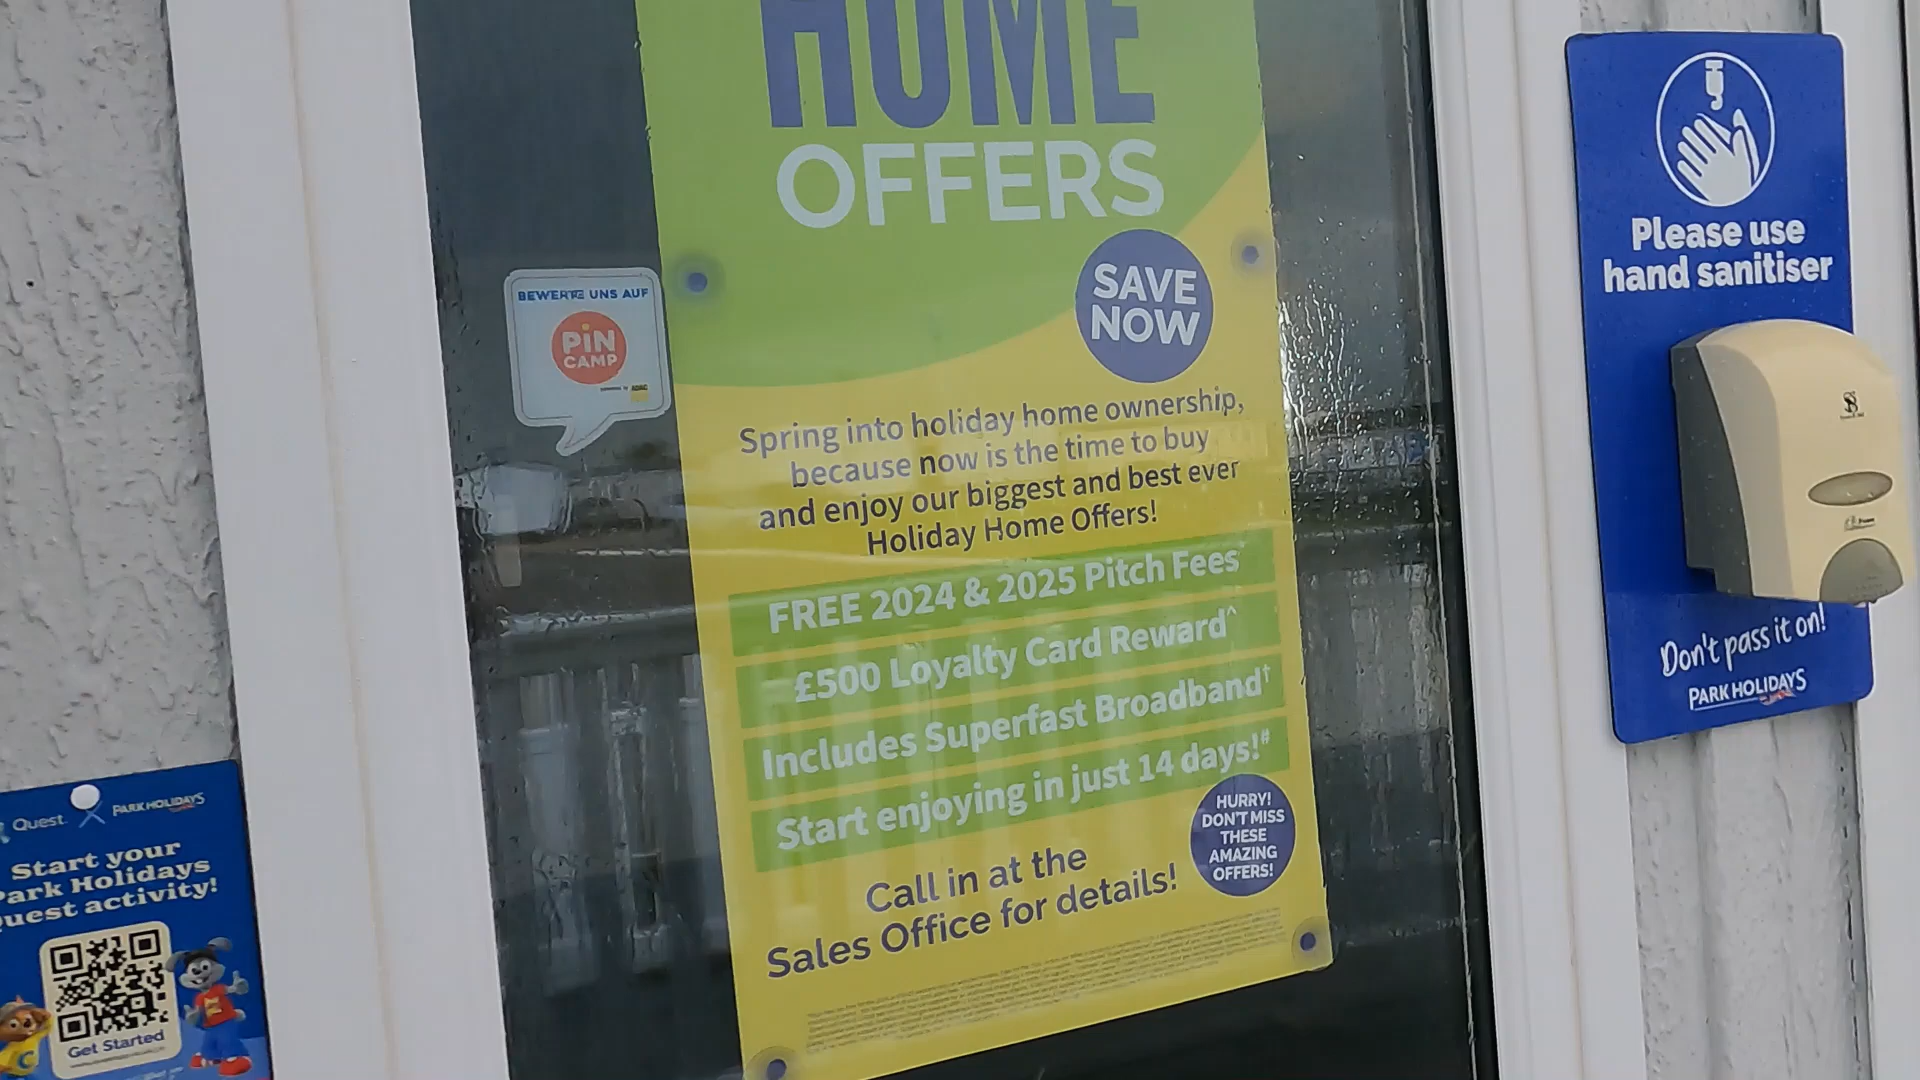 HOME
OFFERS
SAVE
NOW
Spring into holiday home ownership,
because now is the time to buy
and enjoy our biggest and best ever
Holiday Home Offers!
FREE 2024 & 2025 Pitch Fees
£500 Loyalty Card Reward^
Includes Superfast Broadband†
Start enjoying in just 14 days!#
HURRY!
DON'T MISS
THESE
AMAZING
OFFERS!
Call in at the
Sales Office for details!
BEWERTE UNS AUF
PiN
CAMP
ADAC
Please use
hand sanitiser
Don't pass it on!
PARK HOLIDAYS
Quest
PARK HOLIDAYS
Start your
Park Holidays
Quest activity!
Get Started